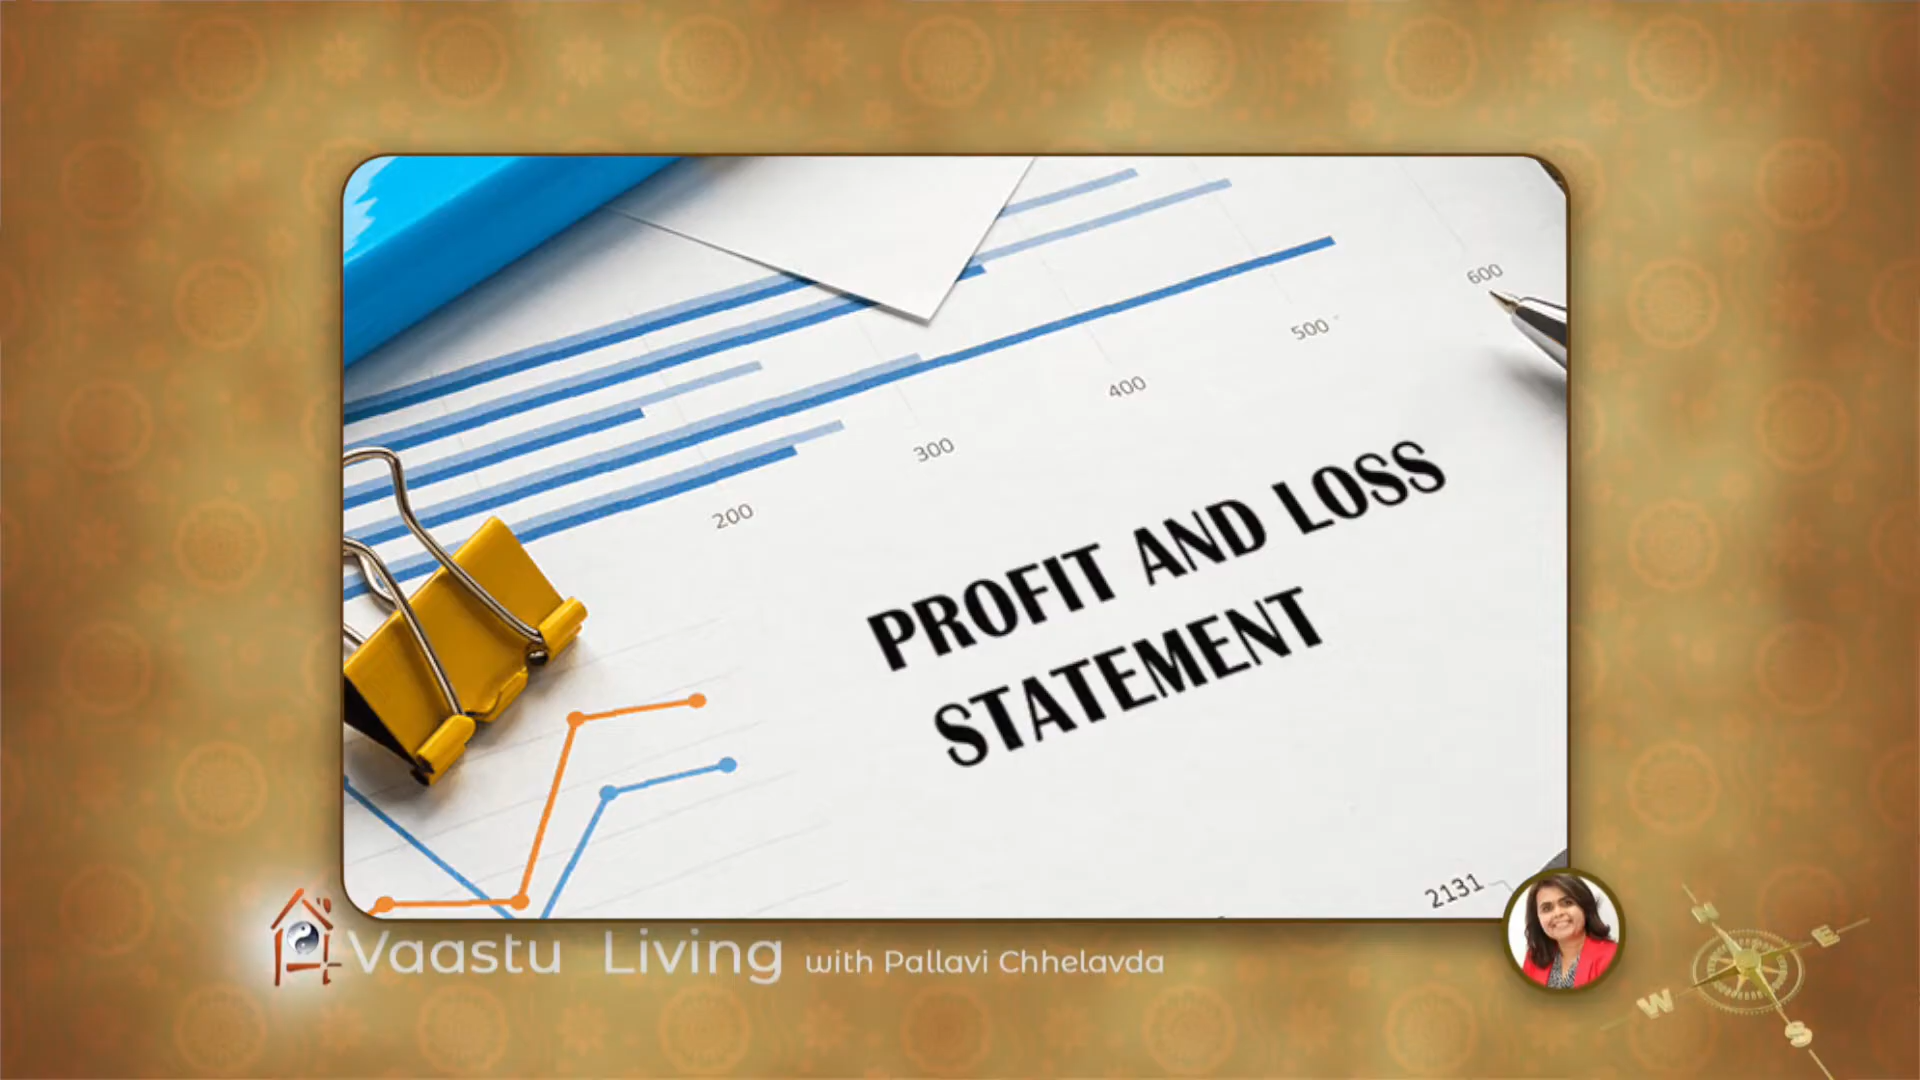 600
500
400
300
200
PROFIT AND LOSS
STATEMENT
2131
Vaastu Living with Pallavi Chhelavda
N
E
W
S